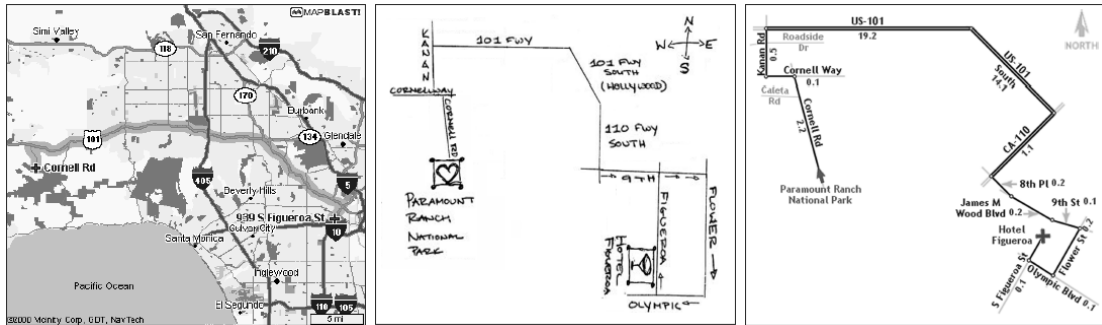 MAPBLAST!
Simi Valley
San Fernando
118
210
170
Burbank
134
Glendale
101
Cornell Rd
405
5
Beverly Hills
939 S Figueroa St
Culver City
10
Santa Monica
Inglewood
Pacific Ocean
El Segundo
110
105
5 mi
©2000 Vicinity Corp, GDT, NavTech
KANAN
101 FWY
N
W E
S
101 FWY
SOUTH
(HOLLYWOOD)
CORNELL WAY
CORNELL RD
110 FWY
SOUTH
9TH
PARAMOUNT
RANCH
NATIONAL
PARK
FIGUEROA
FLOWER
HOTEL
FIGUEROA
OLYMPIC
US-101
19.2
Roadside
Dr
NORTH
Kanan Rd
0.5
Cornell Way
0.1
US-101
South
14.1
Caleta
Rd
Cornell Rd
2.2
CA-110
1.1
Paramount Ranch
National Park
8th Pl 0.2
James M
Wood Blvd
0.2
9th St 0.1
Hotel
Figueroa
Flower St 0.2
S Figueroa St
0.1
Olympic Blvd 0.1